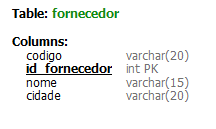 Table: fornecedor
Columns:
codigo varchar(20)
id_fornecedor int PK
nome varchar(15)
cidade varchar(20)